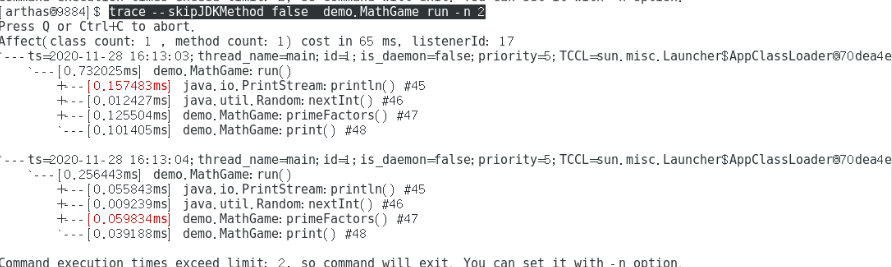 [arthas@9884]$ trace --skipJDKMethod false  demo.MathGame run -n 2
Press Q or Ctrl+C to abort.
Affect(class count: 1 , method count: 1) cost in 65 ms, listenerId: 17
`---ts=2020-11-28 16:13:03;thread_name=main;id=1;is_daemon=false;priority=5;TCCL=sun.misc.Launcher$AppClassLoader@70dea4e
`---[0.732025ms] demo.MathGame:run()
+---[0.157483ms] java.io.PrintStream:println() #45
+---[0.012427ms] java.util.Random:nextInt() #46
+---[0.125504ms] demo.MathGame:primeFactors() #47
`---[0.101405ms] demo.MathGame:print() #48
`---ts=2020-11-28 16:13:04;thread_name=main;id=1;is_daemon=false;priority=5;TCCL=sun.misc.Launcher$AppClassLoader@70dea4e
`---[0.256443ms] demo.MathGame:run()
+---[0.055843ms] java.io.PrintStream:println() #45
+---[0.009239ms] java.util.Random:nextInt() #46
+---[0.059834ms] demo.MathGame:primeFactors() #47
`---[0.039188ms] demo.MathGame:print() #48
Command execution times exceed limit: 2, so command will exit. You can set it with -n option.